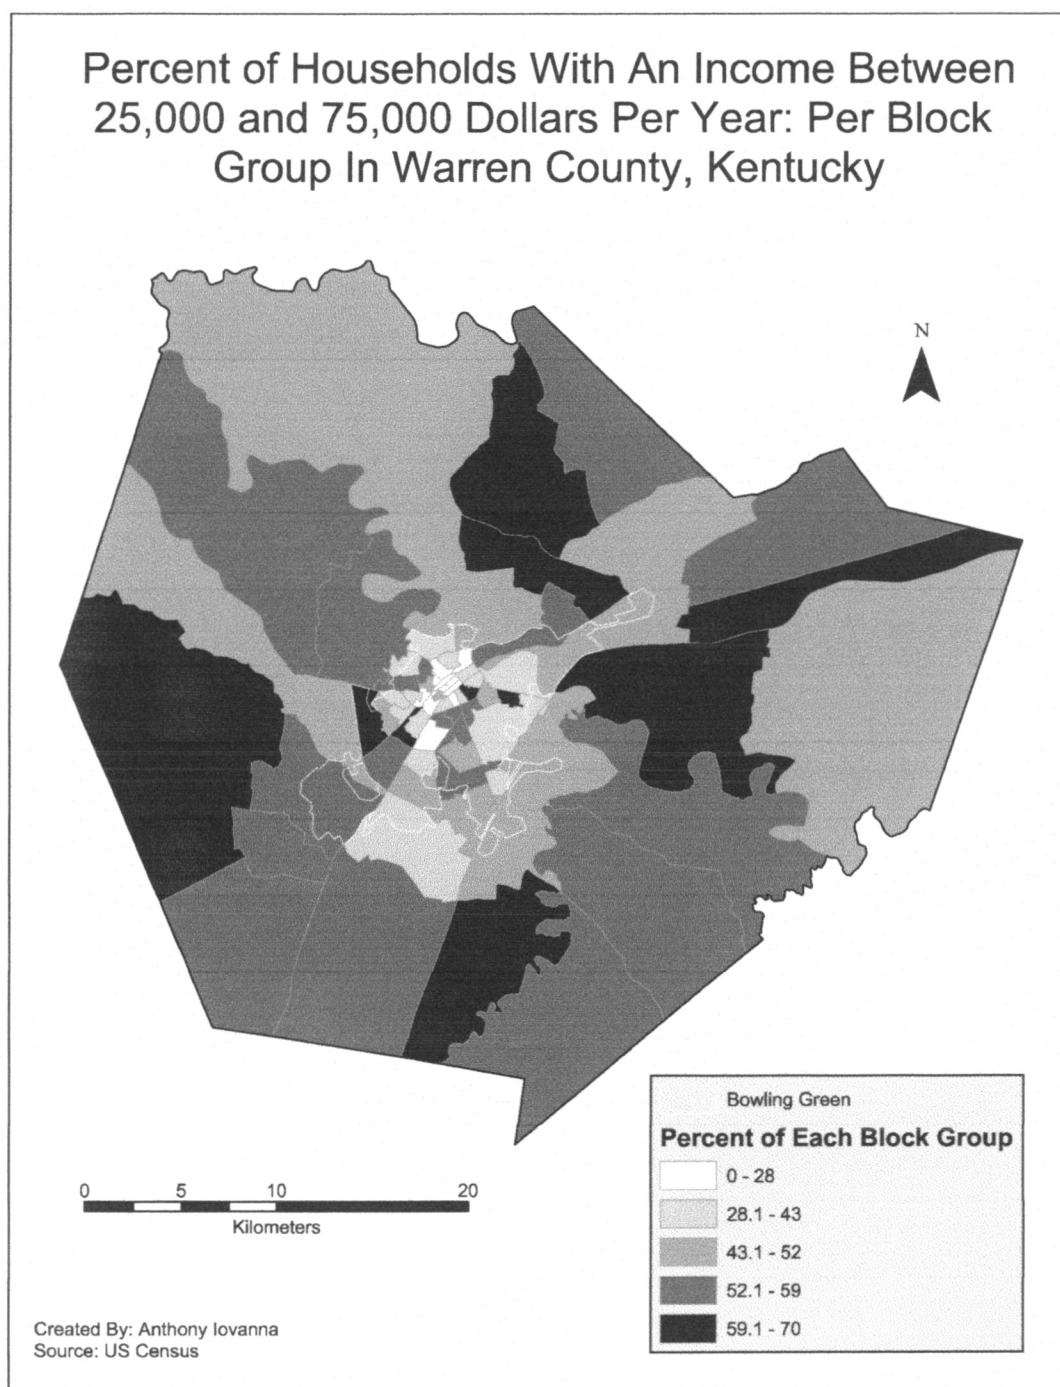 Percent of Households With An Income Between
25,000 and 75,000 Dollars Per Year: Per Block
Group In Warren County, Kentucky
N
Bowling Green
Percent of Each Block Group
0 - 28
28.1 - 43
43.1 - 52
52.1 - 59
59.1 - 70
0 5 10 20
Kilometers
Created By: Anthony Iovanna
Source: US Census